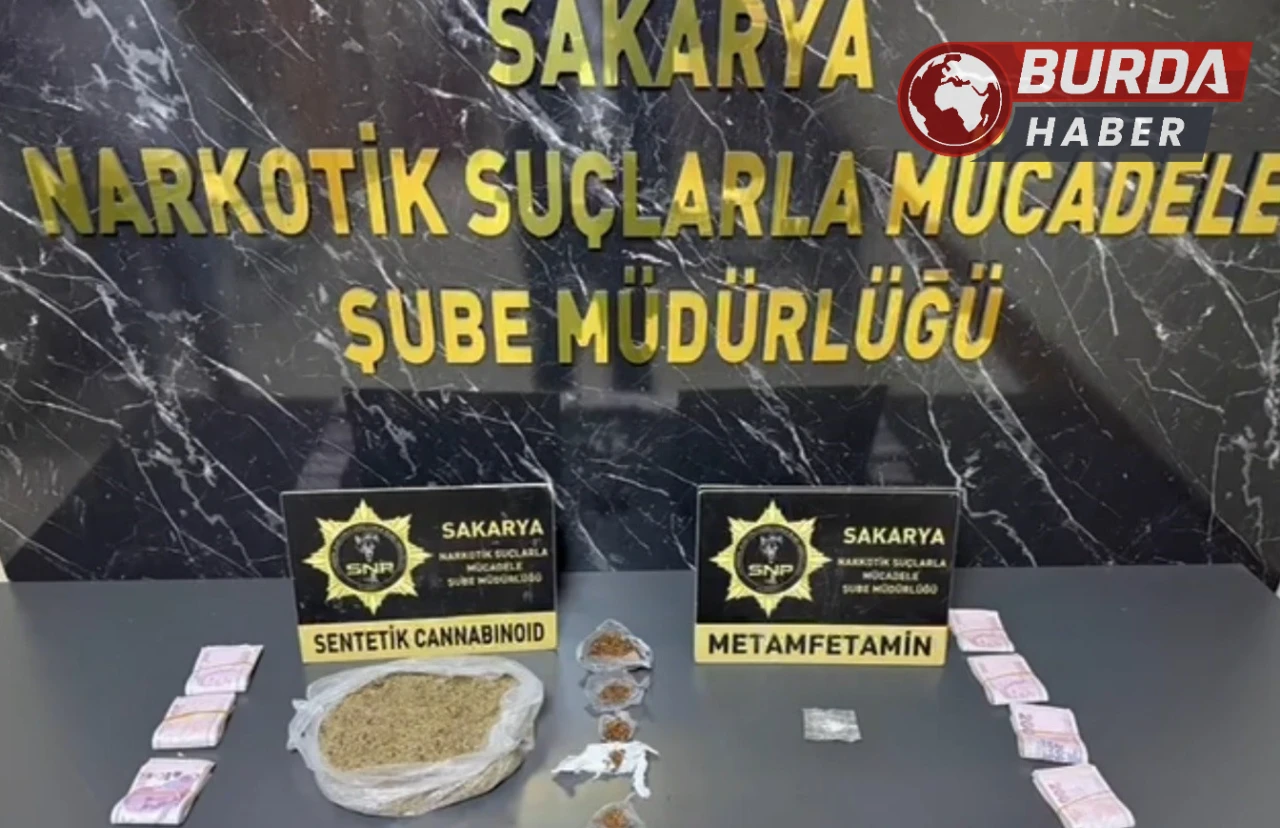 SAKARYA
BURDA
HABER
NARKOTİK SUÇLARLA MÜCADELE
ŞUBE MÜDÜRLÜĞÜ
SAKARYA
NARKOTİK SUÇLARLA
MÜCADELE
ŞUBE MÜDÜRLÜĞÜ
SNP
SENTETİK CANNABINOID
SAKARYA
NARKOTİK SUÇLARLA
MÜCADELE
ŞUBE MÜDÜRLÜĞÜ
SNP
METAMFETAMİN